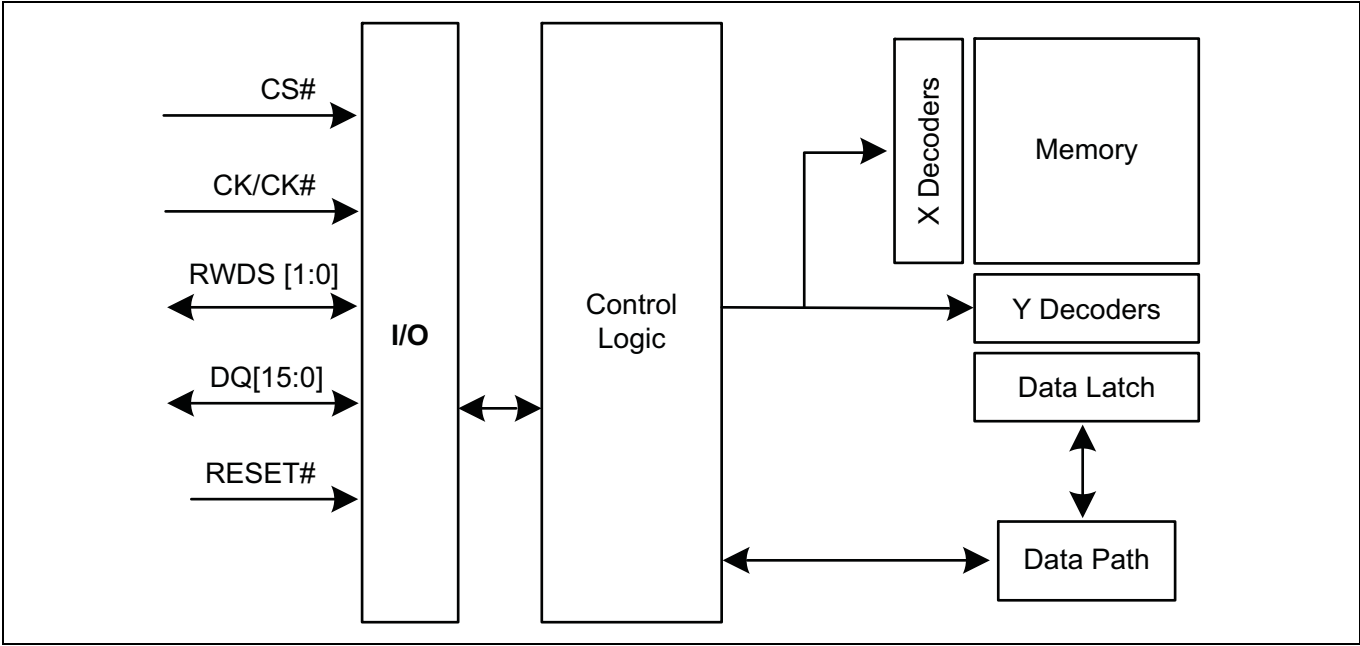 CS#
CK/CK#
RWDS [1:0]
DQ[15:0]
RESET#
I/O
Control
Logic
X Decoders
Memory
Y Decoders
Data Latch
Data Path